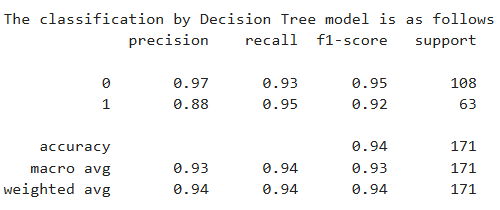 The classification by Decision Tree model is as follows
precision recall f1-score support
0 0.97 0.93 0.95 108
1 0.88 0.95 0.92 63
accuracy 0.94 171
macro avg 0.93 0.94 0.93 171
weighted avg 0.94 0.94 0.94 171